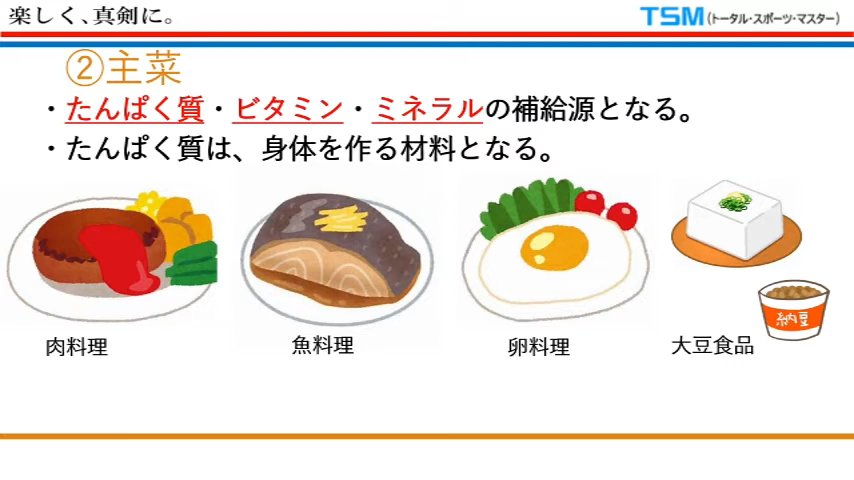 楽しく、真剣に。
TSM(トータル・スポーツ・マスター)
②主菜
・たんぱく質・ビタミン・ミネラルの補給源となる。
・たんぱく質は、身体を作る材料となる。
納豆
肉料理
魚料理
卵料理
大豆食品